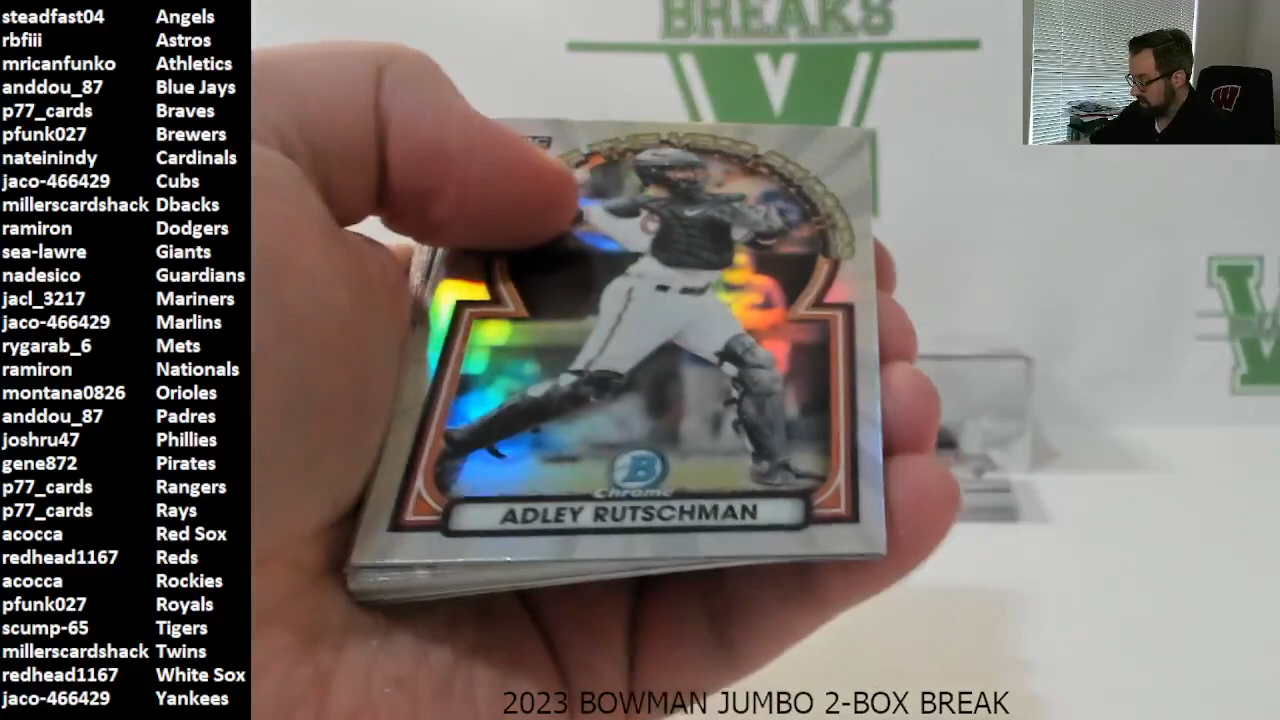 steadfast04 Angels
rbfiii Astros
mricanfunko Athletics
anddou_87 Blue Jays
p77_cards Braves
pfunk027 Brewers
nateinindy Cardinals
jaco-466429 Cubs
millerscardshack Dbacks
ramiron Dodgers
sea-lawre Giants
nadesico Guardians
jacl_3217 Mariners
jaco-466429 Marlins
rygarab_6 Mets
ramiron Nationals
montana0826 Orioles
anddou_87 Padres
joshru47 Phillies
gene872 Pirates
p77_cards Rangers
p77_cards Rays
acocca Red Sox
redhead1167 Reds
acocca Rockies
pfunk027 Royals
scump-65 Tigers
millerscardshack Twins
redhead1167 White Sox
jaco-466429 Yankees
BREAKS
V
W
B
Chrome
ADLEY RUTSCHMAN
2023 BOWMAN JUMBO 2-BOX BREAK